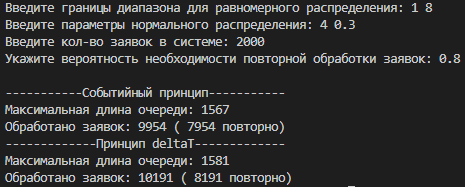 Введите границы диапазона для равномерного распределения: 1 8
Введите параметры нормального распределения: 4 0.3
Введите кол-во заявок в системе: 2000
Укажите вероятность необходимости повторной обработки заявок: 0.8
-----------Событийный принцип-----------
Максимальная длина очереди: 1567
Обработано заявок: 9954 ( 7954 повторно)
------------Принцип deltaT-------------
Максимальная длина очереди: 1581
Обработано заявок: 10191 ( 8191 повторно)